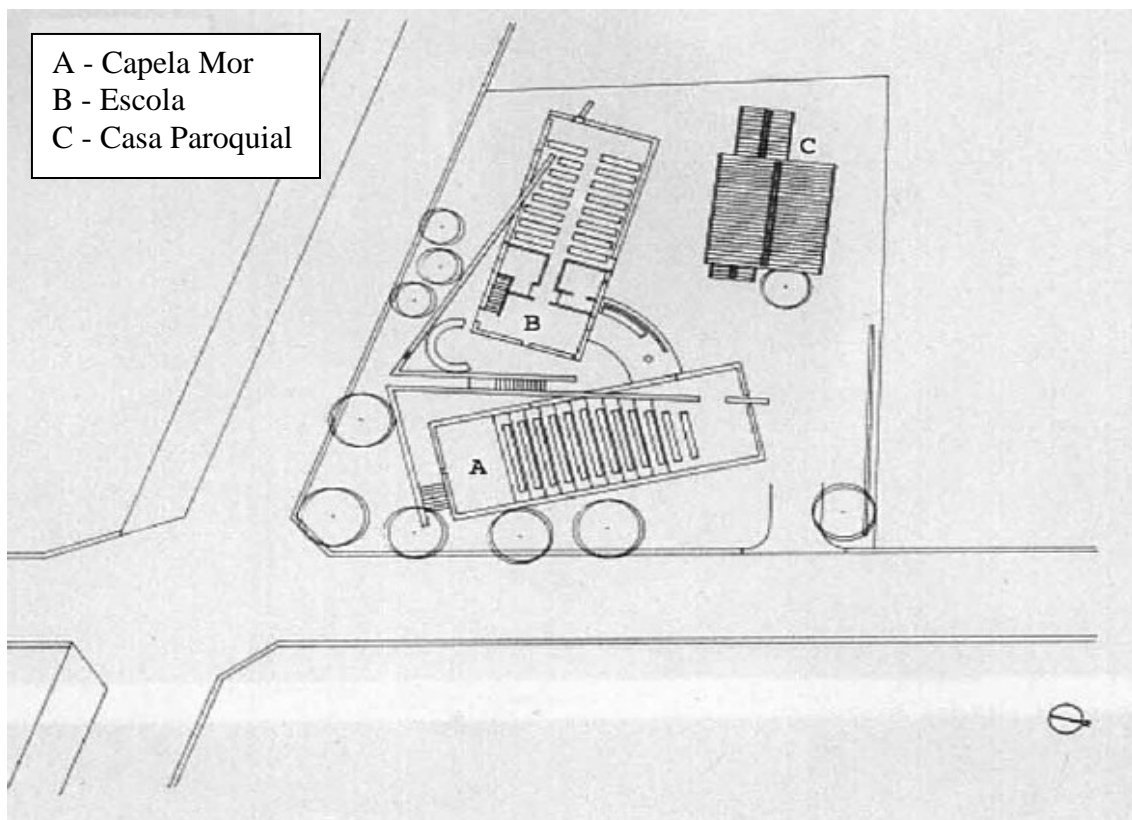 A - Capela Mor
B - Escola
C - Casa Paroquial
C
B
A